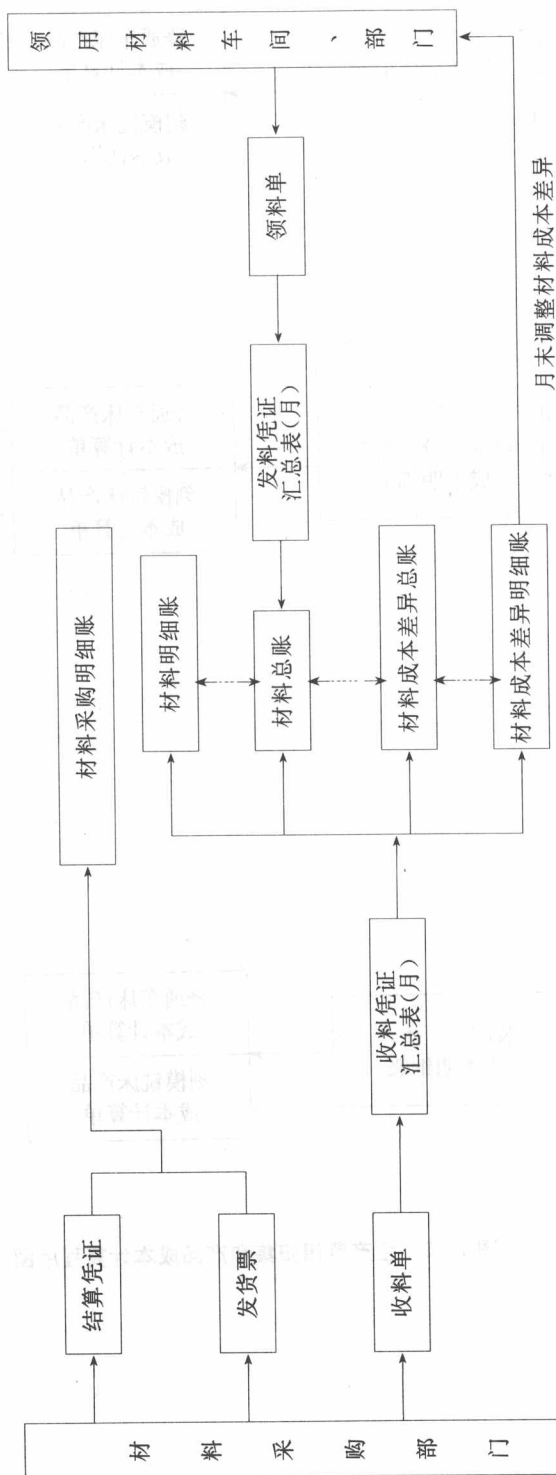 材料采购部门
结算凭证
发货票
收料单
收料凭证
汇总表(月)
材料采购明细账
材料明细账
材料总账
材料成本差异总账
材料成本差异明细账
发料凭证
汇总表(月)
领料单
领用材料车间、部门
月末调整材料成本差异